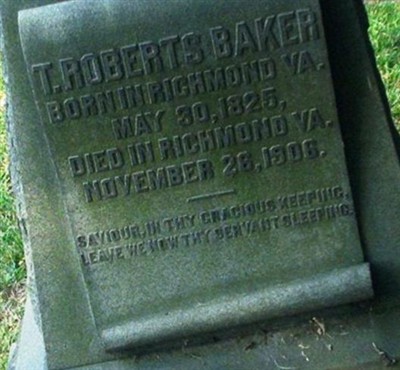 T. ROBERTS BAKER
BORN IN RICHMOND VA.
MAY 30, 1825,
DIED IN RICHMOND VA.
NOVEMBER 26, 1906.
SAVIOUR, IN THY GRACIOUS KEEPING,
LEAVE WE NOW THY SERVANT SLEEPING.